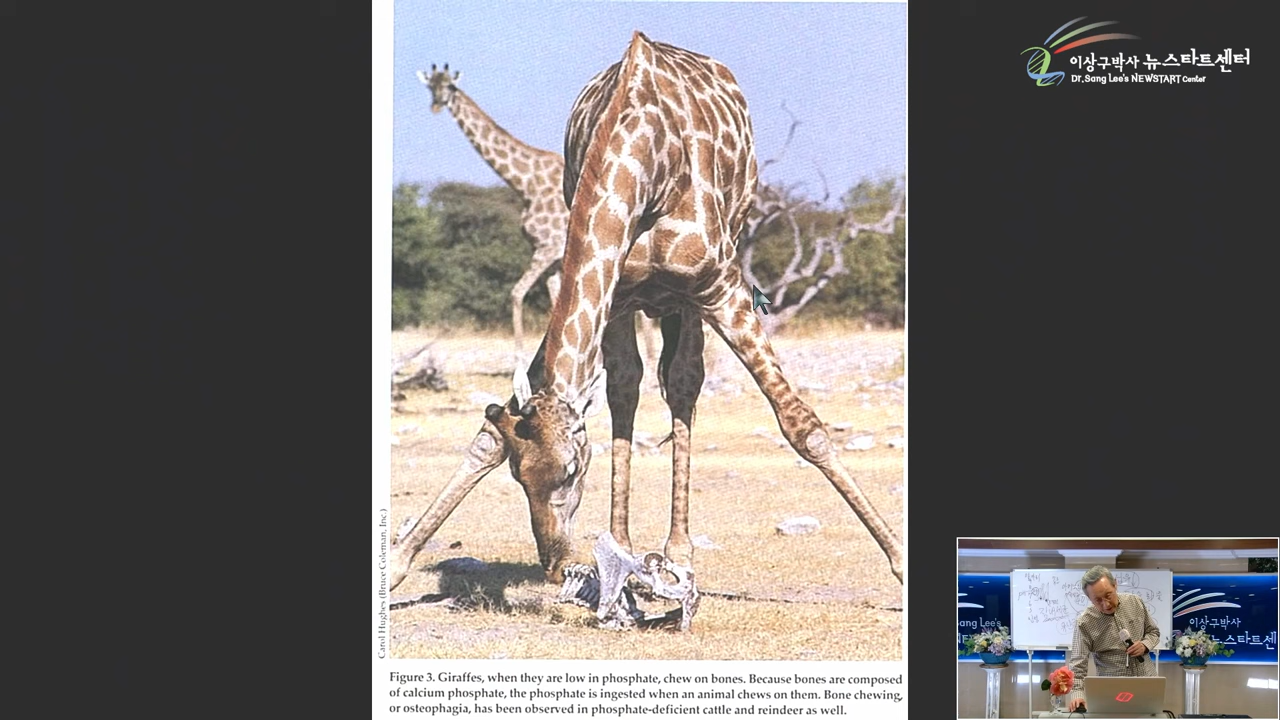 이상구박사 뉴스타트센터
Dr. Sang Lee's NEWSTART Center
Carol Hughes (Bruce Coleman, Inc.)
Figure 3. Giraffes, when they are low in phosphate, chew on bones. Because bones are composed
of calcium phosphate, the phosphate is ingested when an animal chews on them. Bone chewing,
or osteophagia, has been observed in phosphate-deficient cattle and reindeer as well.
ang Lee's
이상구박사
뉴스타트센
Dr. Sang Lee's NEWSTA